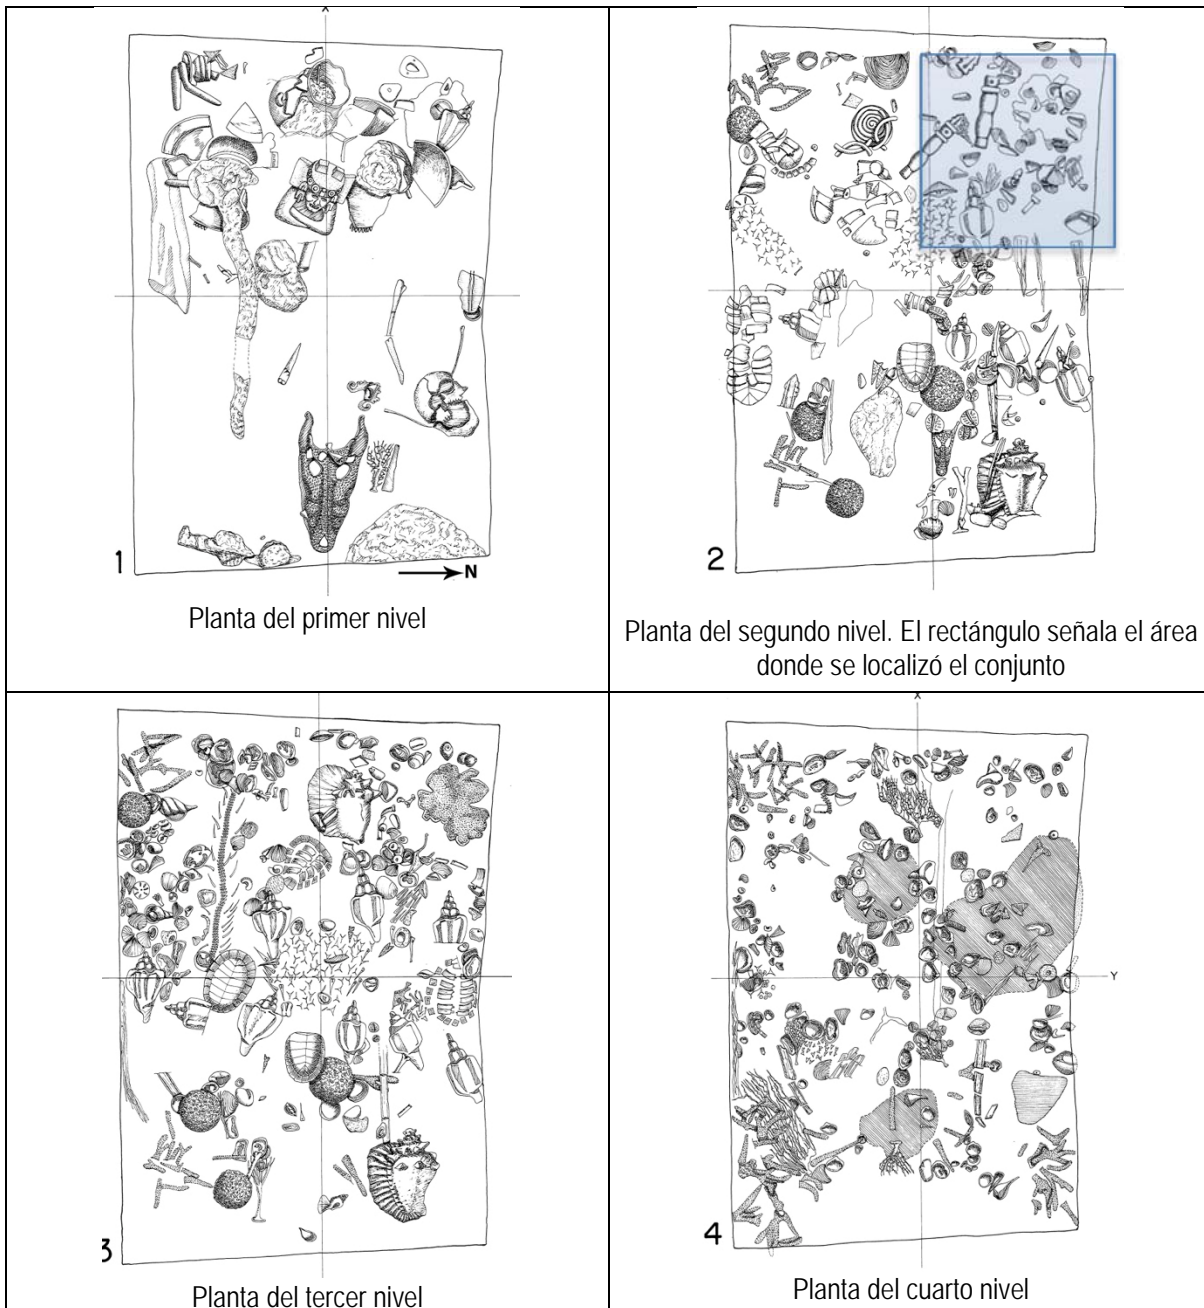 X
1
N
Planta del primer nivel
2
Planta del segundo nivel. El rectángulo señala el área
donde se localizó el conjunto
3
Planta del tercer nivel
X
Y
4
Planta del cuarto nivel